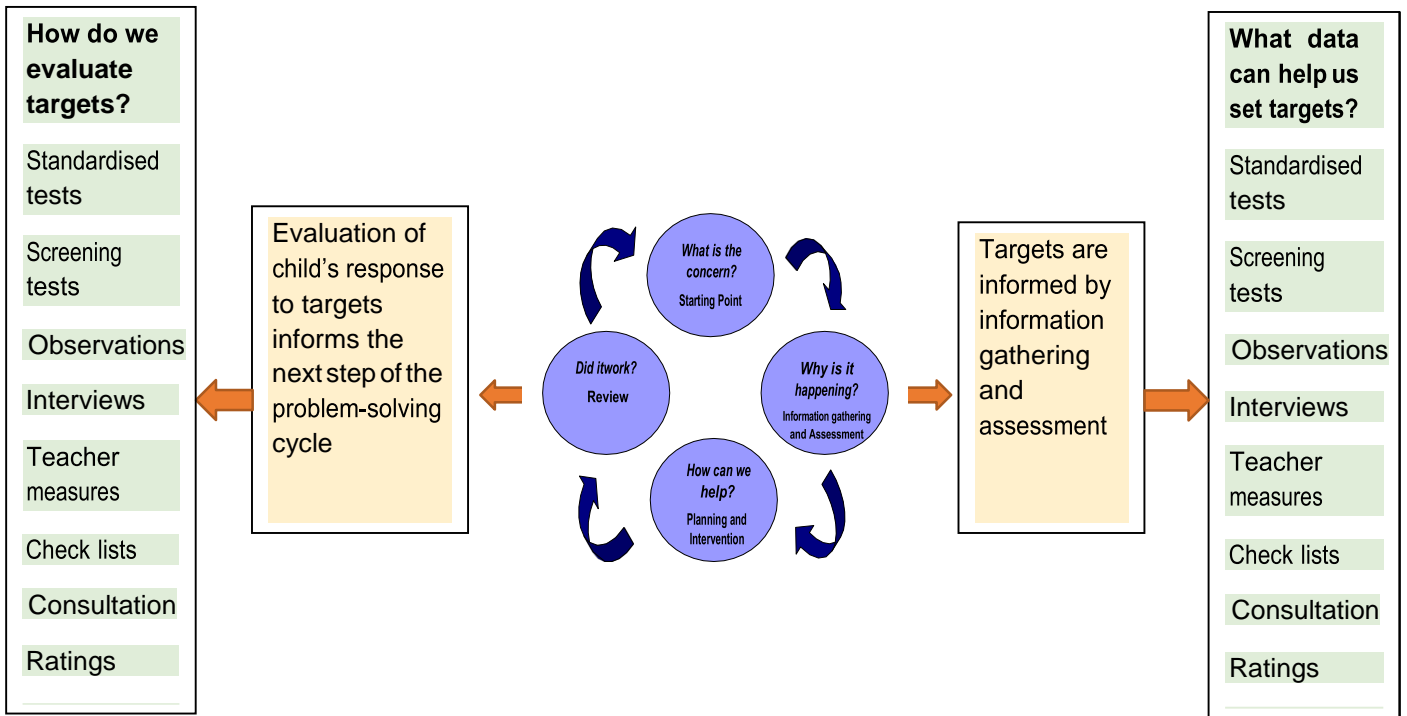 How do we
evaluate
targets?
Standardised
tests
Screening
tests
Observations
Interviews
Teacher
measures
Check lists
Consultation
Ratings
Evaluation of
child’s response
to targets
informs the
next step of the
problem-solving
cycle
What is the
concern?
Starting Point
Did itwork?
Review
Why is it
happening?
Information gathering
and Assessment
How can we
help?
Planning and
Intervention
Targets are
informed by
information
gathering
and
assessment
What data
can help us
set targets?
Standardised
tests
Screening
tests
Observations
Interviews
Teacher
measures
Check lists
Consultation
Ratings